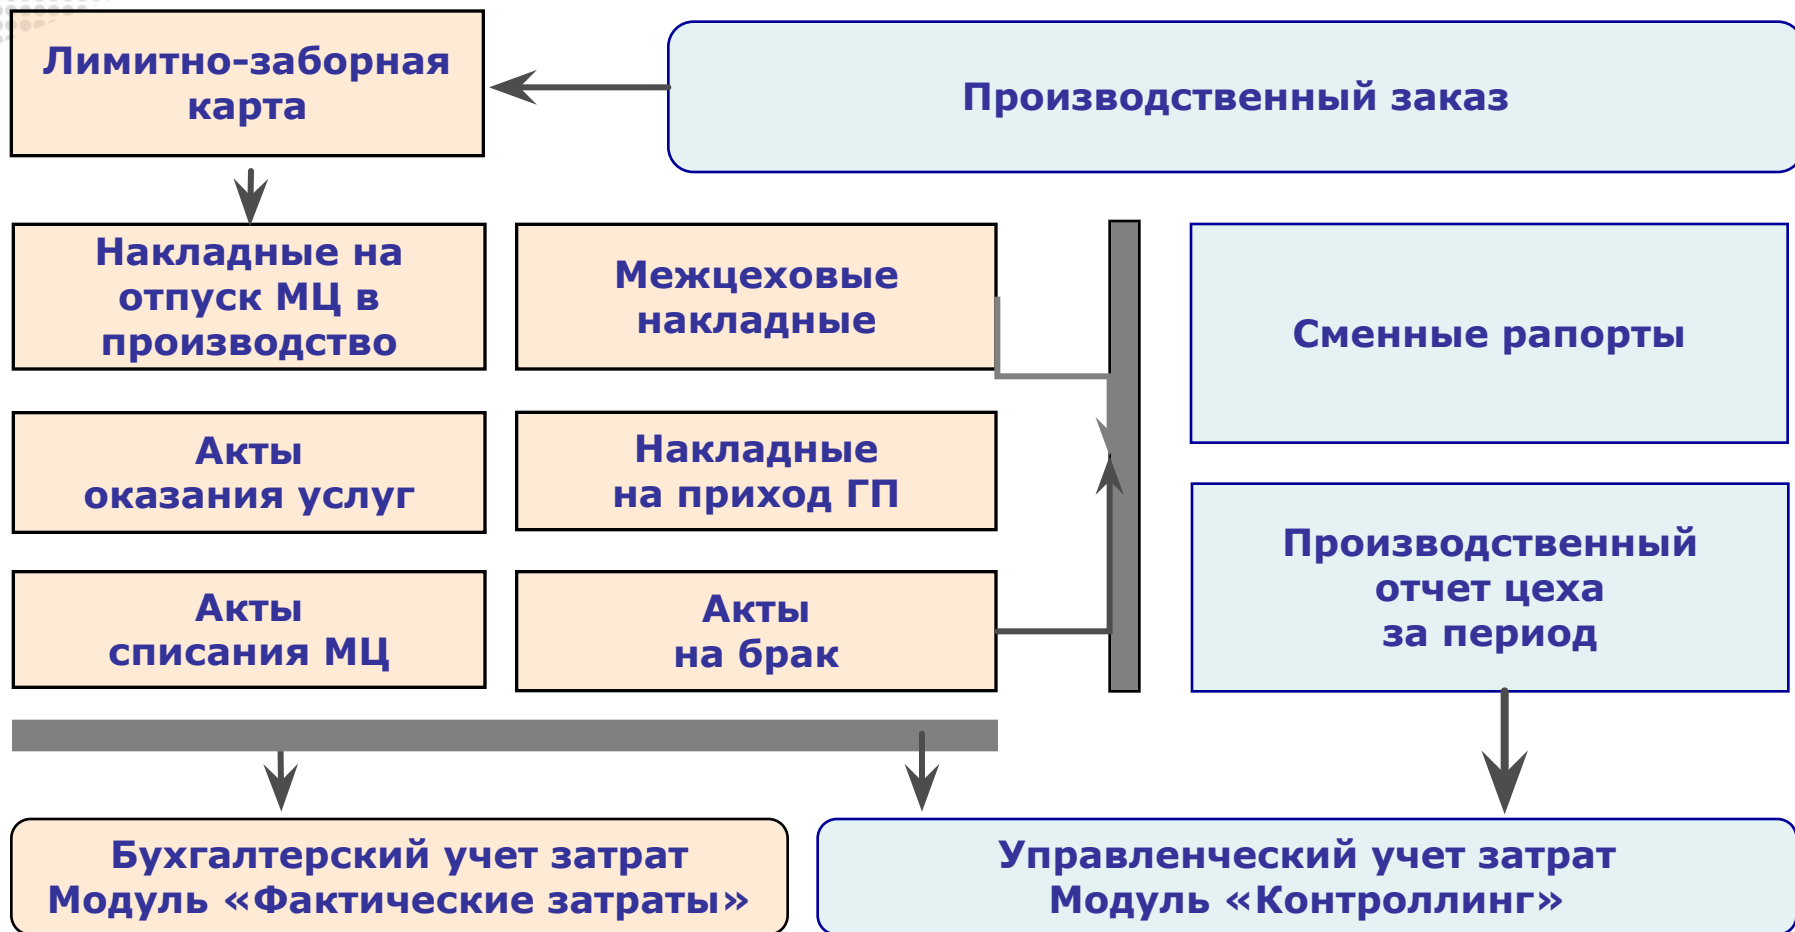 Лимитно-заборная
карта
Производственный заказ
Накладные на
отпуск МЦ в
производство
Межцеховые
накладные
Сменные рапорты
Акты
оказания услуг
Накладные
на приход ГП
Производственный
отчет цеха
за период
Акты
списания МЦ
Акты
на брак
Бухгалтерский учет затрат
Модуль «Фактические затраты»
Управленческий учет затрат
Модуль «Контроллинг»